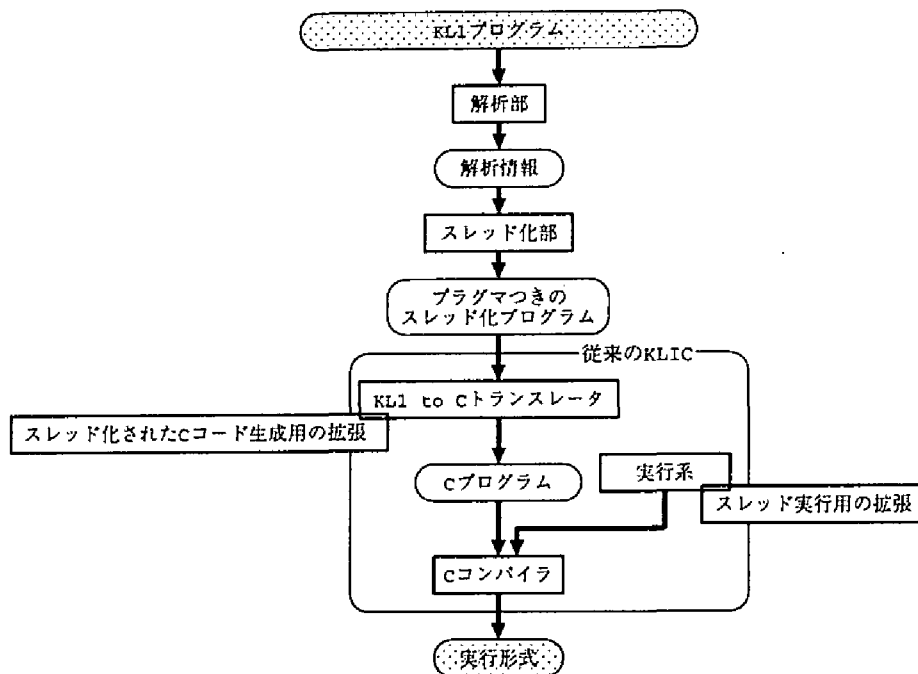 KL1プログラム
解析部
解析情報
スレッド化部
プラグマつきの
スレッド化プログラム
従来のKLIC
KL1 to Cトランスレータ
スレッド化されたCコード生成用の拡張
Cプログラム
実行系
スレッド実行用の拡張
Cコンパイラ
実行形式